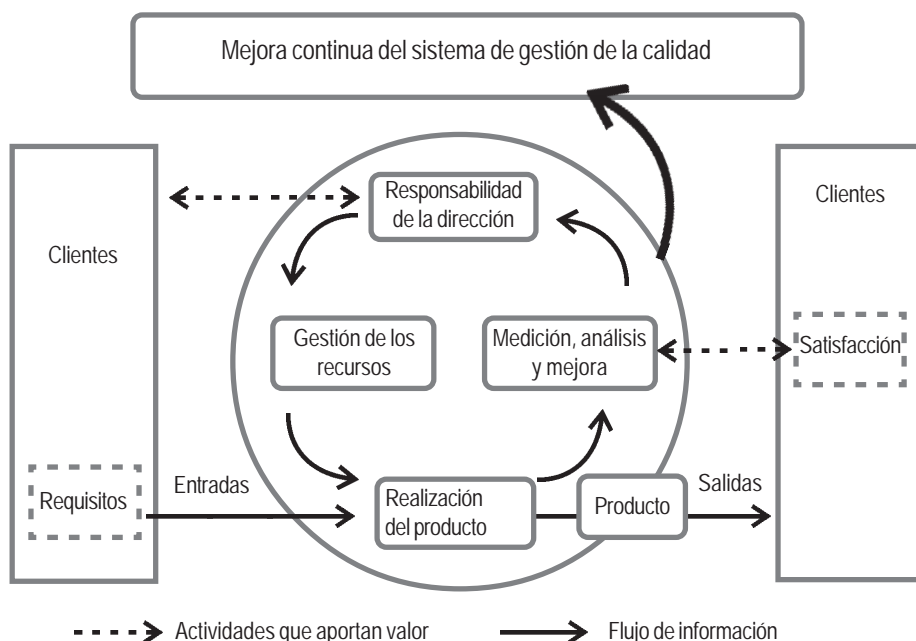 Mejora continua del sistema de gestión de la calidad
Clientes
Responsabilidad
de la dirección
Clientes
Gestión de los
recursos
Medición, análisis
y mejora
Satisfacción
Requisitos
Entradas
Realización
del producto
Producto
Salidas
Actividades que aportan valor
Flujo de información